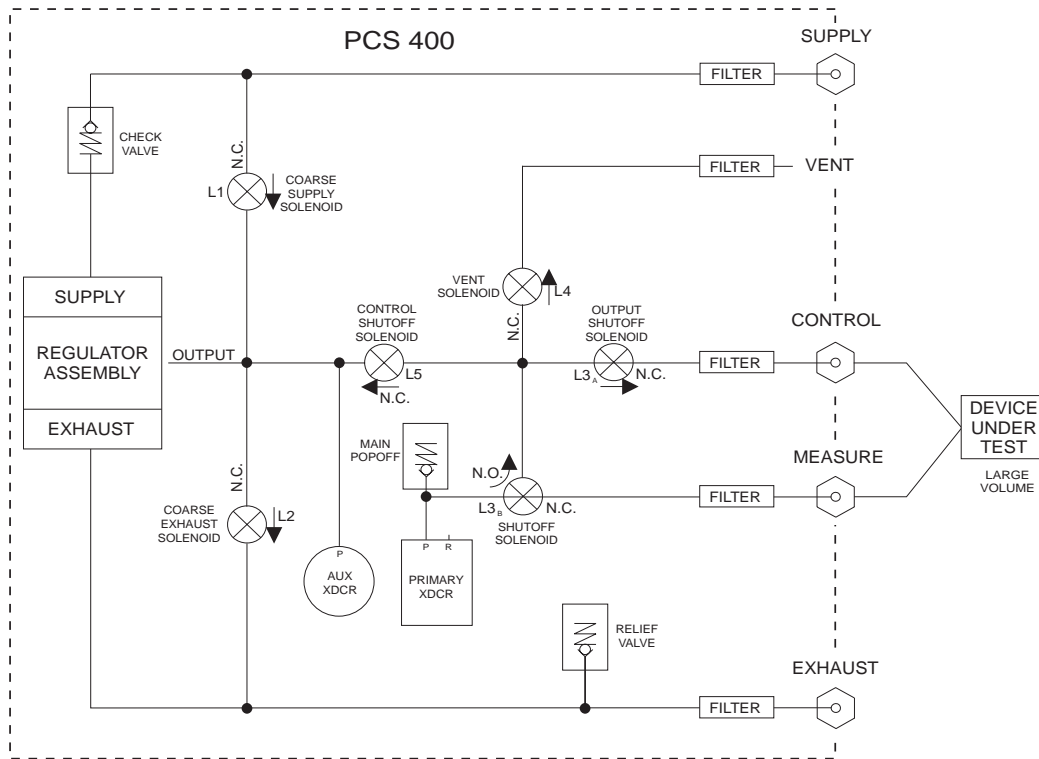 PCS 400
SUPPLY
FILTER
CHECK
VALVE
N.C.
L1
COARSE
SUPPLY
SOLENOID
FILTER
VENT
VENT
SOLENOID
L4
N.C.
SUPPLY
REGULATOR
ASSEMBLY
EXHAUST
OUTPUT
CONTROL
SHUTOFF
SOLENOID
L5
N.C.
OUTPUT
SHUTOFF
SOLENOID
L3A
N.C.
FILTER
CONTROL
DEVICE
UNDER
TEST
LARGE
VOLUME
MAIN
POPOFF
N.O.
L3B
N.C.
SHUTOFF
SOLENOID
FILTER
MEASURE
N.C.
COARSE
EXHAUST
SOLENOID
L2
P
AUX
XDCR
P R
PRIMARY
XDCR
RELIEF
VALVE
FILTER
EXHAUST